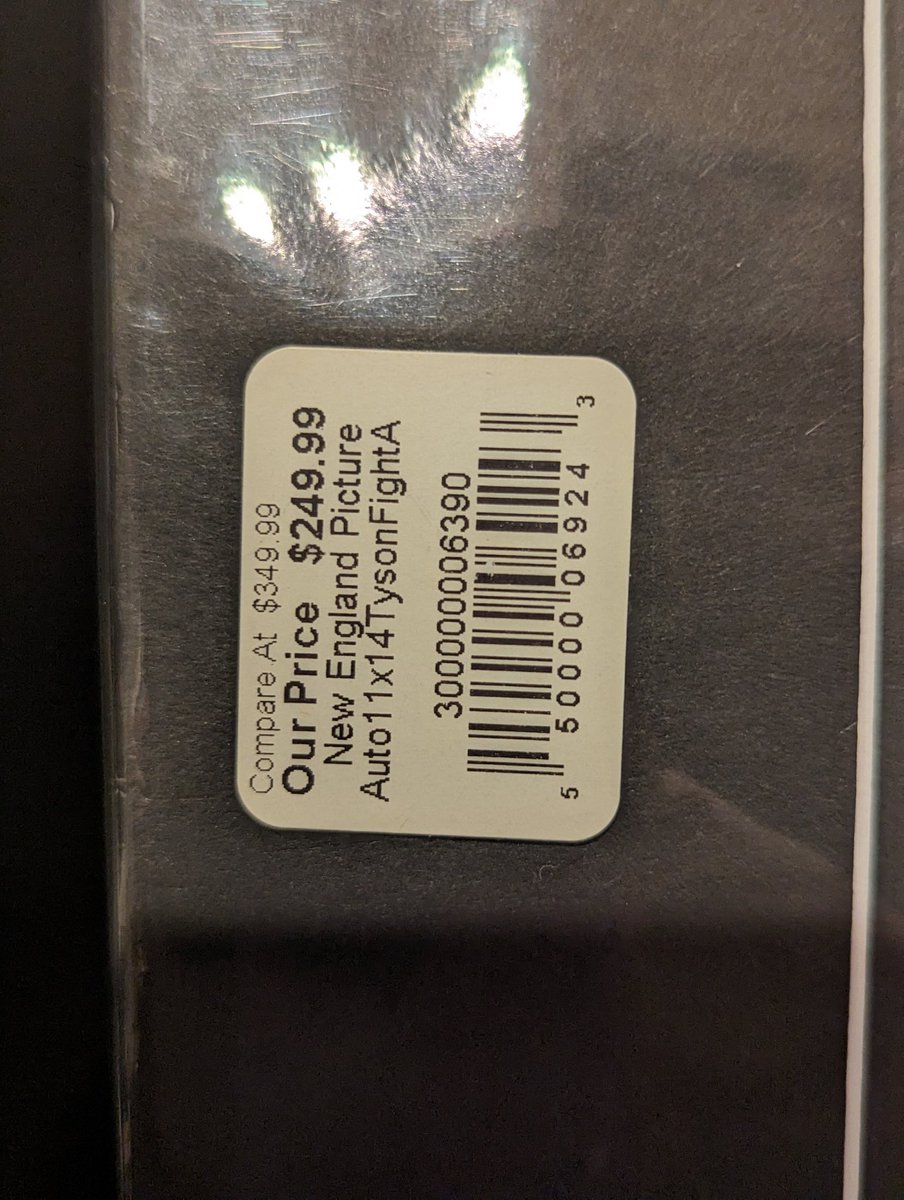 Compare At $349.99
Our Price $249.99
New England Picture
Auto11x14TysonFightA
300000006390
5 50000 06924 3